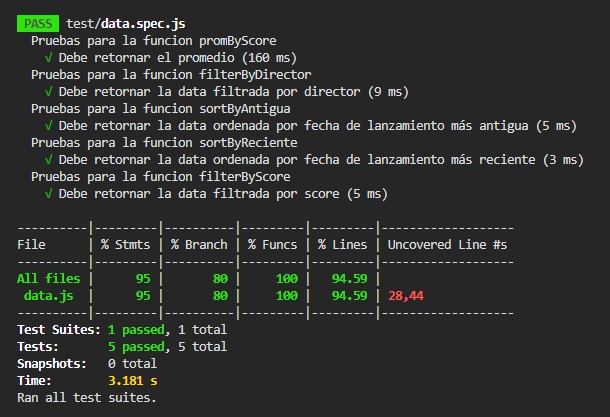 PASS test/data.spec.js
Pruebas para la funcion promByScore
√ Debe retornar el promedio (160 ms)
Pruebas para la funcion filterByDirector
√ Debe retornar la data filtrada por director (9 ms)
Pruebas para la funcion sortByAntigua
√ Debe retornar la data ordenada por fecha de lanzamiento más antigua (5 ms)
Pruebas para la funcion sortByReciente
√ Debe retornar la data ordenada por fecha de lanzamiento más reciente (3 ms)
Pruebas para la funcion filterByScore
√ Debe retornar la data filtrada por score (5 ms)
----------|---------|----------|---------|---------|-------------------
File      | % Stmts | % Branch | % Funcs | % Lines | Uncovered Line #s
----------|---------|----------|---------|---------|-------------------
All files |      95 |       80 |     100 |   94.59 |
 data.js  |      95 |       80 |     100 |   94.59 | 28,44
----------|---------|----------|---------|---------|-------------------
Test Suites: 1 passed, 1 total
Tests:       5 passed, 5 total
Snapshots:   0 total
Time:        3.181 s
Ran all test suites.